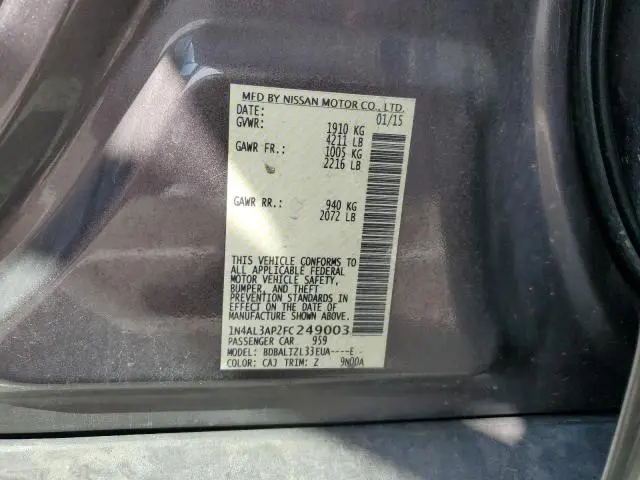 MFD BY NISSAN MOTOR CO., LTD.
DATE: 01/15
GVWR: 1910 KG
4211 LB
GAWR FR.: 1005 KG
2216 LB
GAWR RR.: 940 KG
2072 LB
THIS VEHICLE CONFORMS TO
ALL APPLICABLE FEDERAL
MOTOR VEHICLE SAFETY,
BUMPER, AND THEFT
PREVENTION STANDARDS IN
EFFECT ON THE DATE OF
MANUFACTURE SHOWN ABOVE.
1N4AL3AP2FC249003
PASSENGER CAR 959
MODEL: BDBALTZL33EUA----E
COLOR: CAJ TRIM: Z 9N00A